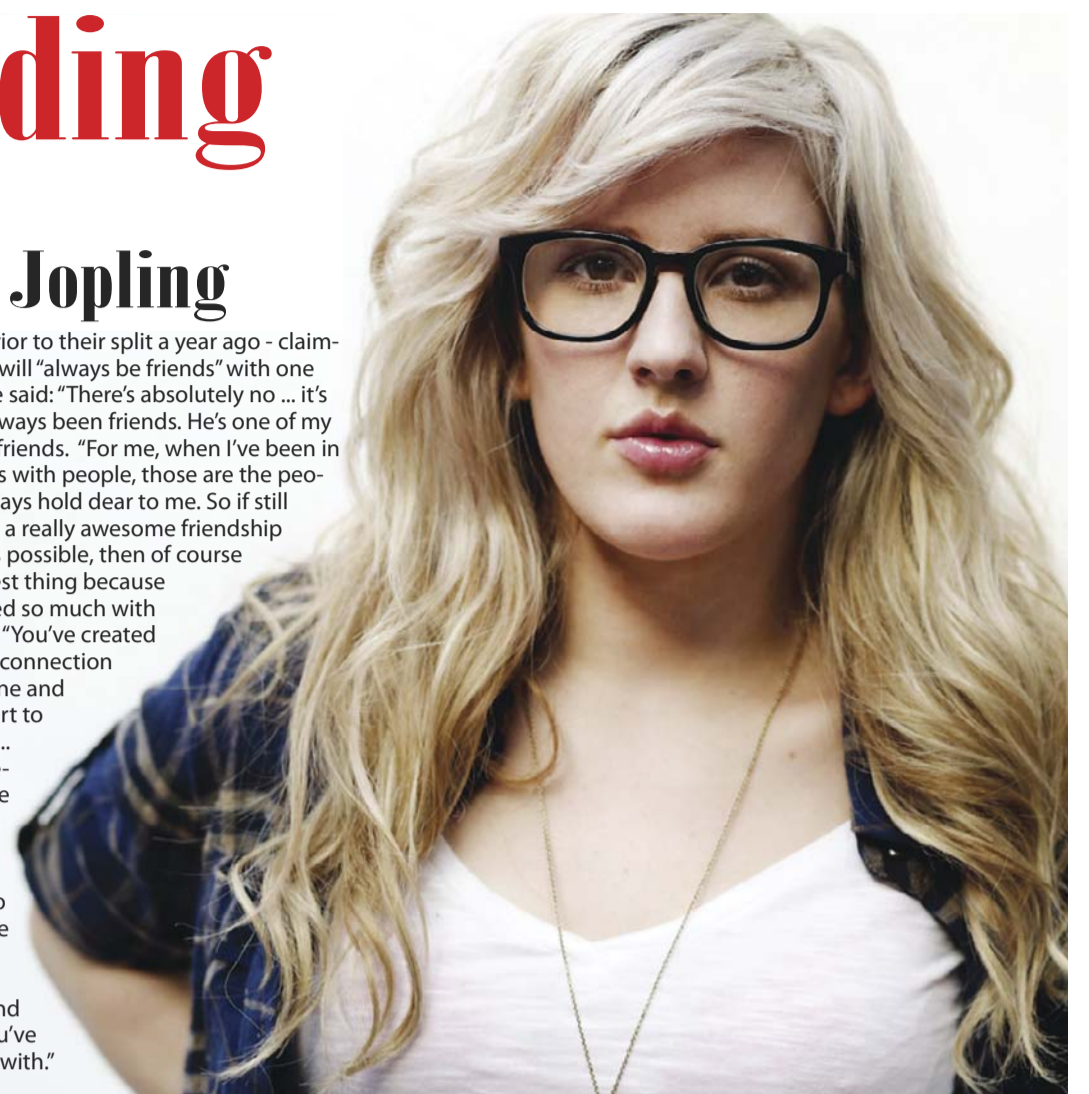 ding
Jopling
ior to their split a year ago - claim-
will “always be friends” with one
e said: “There’s absolutely no ... it’s
ways been friends. He’s one of my
friends. “For me, when I’ve been in
s with people, those are the peo-
ays hold dear to me. So if still
a really awesome friendship
s possible, then of course
est thing because
ed so much with
“You’ve created
connection
ne and
rt to
..
-
e
o
e
nd
u’ve
with.”